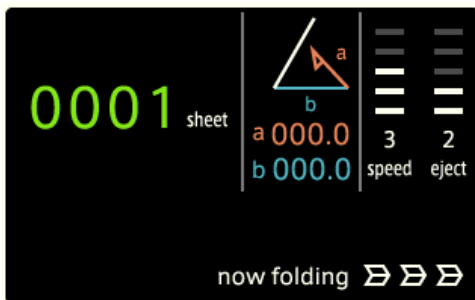 0001 sheet
a
b
a 000.0
b 000.0
3 2
speed eject
now folding